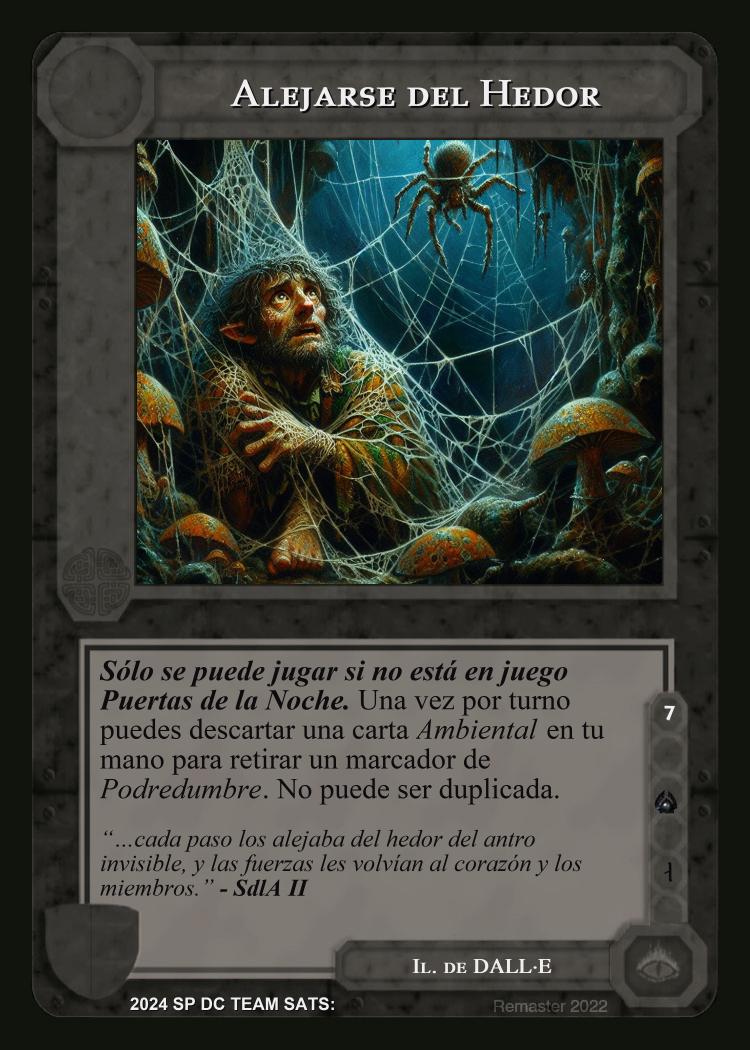 Alejarse del Hedor
Sólo se puede jugar si no está en juego
Puertas de la Noche. Una vez por turno
puedes descartar una carta Ambiental en tu
mano para retirar un marcador de
Podredumbre. No puede ser duplicada.
7
“...cada paso los alejaba del hedor del antro
invisible, y las fuerzas les volvían al corazón y los
miembros.” - SdlA II
Il. de DALL·E
2024 SP DC TEAM SATS:
Remaster 2022